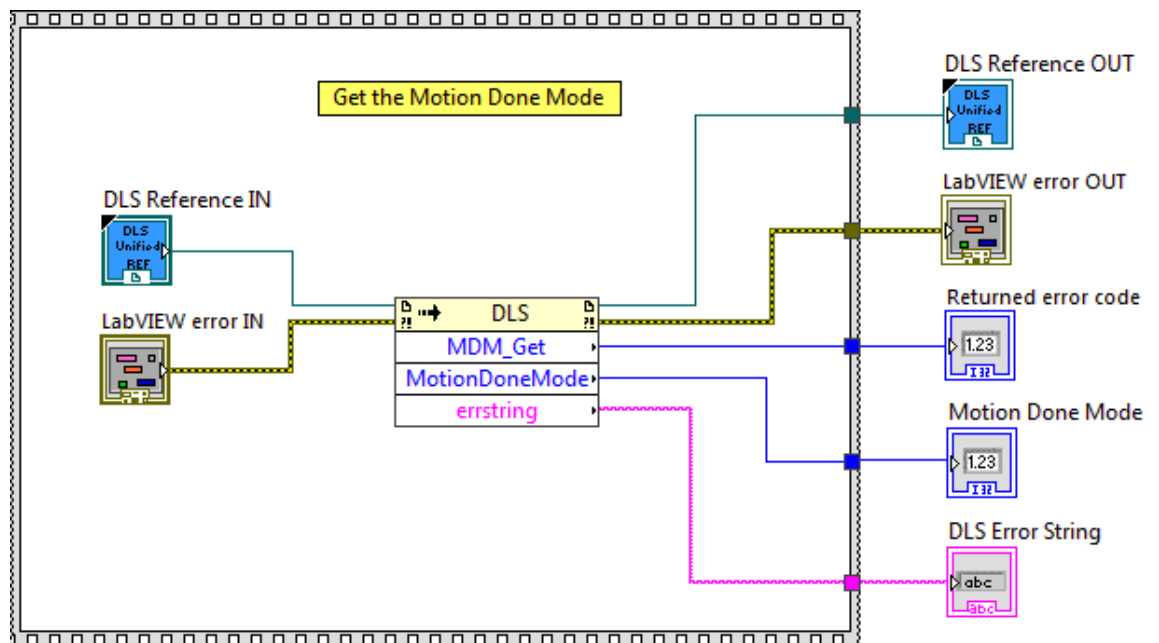 DLS Reference OUT
DLS
Unified
REF
Get the Motion Done Mode
LabVIEW error OUT
DLS Reference IN
DLS
Unified
REF
Returned error code
1.23
I32
LabVIEW error IN
?! DLS ?!
MDM_Get
MotionDoneMode
errstring
Motion Done Mode
1.23
I32
DLS Error String
abc
abc